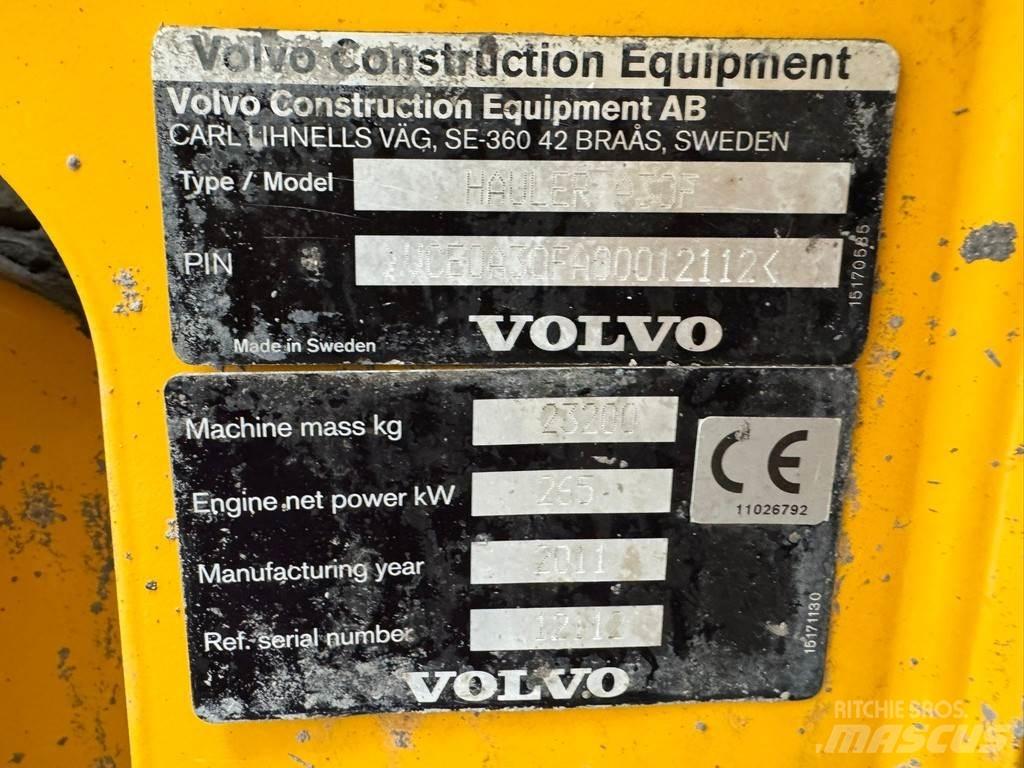 Volvo Construction Equipment
Volvo Construction Equipment AB
CARL LIHNELLS VÄG, SE-360 42 BRAÅS, SWEDEN
Type / Model HAULER A30F
PIN
15170585
Made in Sweden VOLVO
Machine mass kg 23200
Engine net power kW 265
CE
11026792
Manufacturing year 2011
Ref. serial number
15171130
VOLVO
RITCHIE BROS.
MASCUS